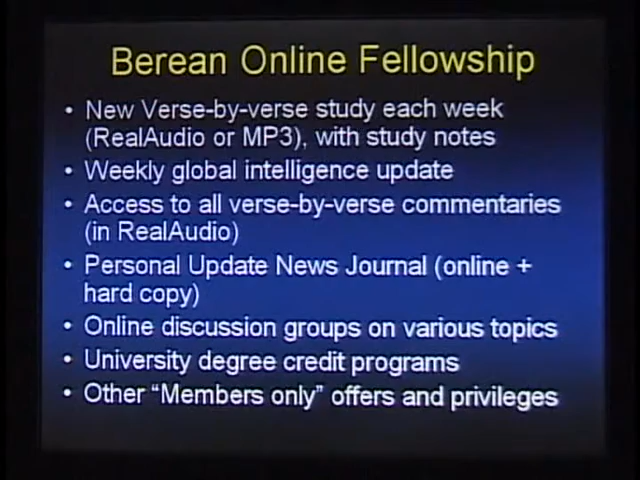 Berean Online Fellowship
• New Verse-by-verse study each week
(RealAudio or MP3), with study notes
• Weekly global intelligence update
• Access to all verse-by-verse commentaries
(in RealAudio)
• Personal Update News Journal (online +
hard copy)
• Online discussion groups on various topics
• University degree credit programs
• Other “Members only” offers and privileges